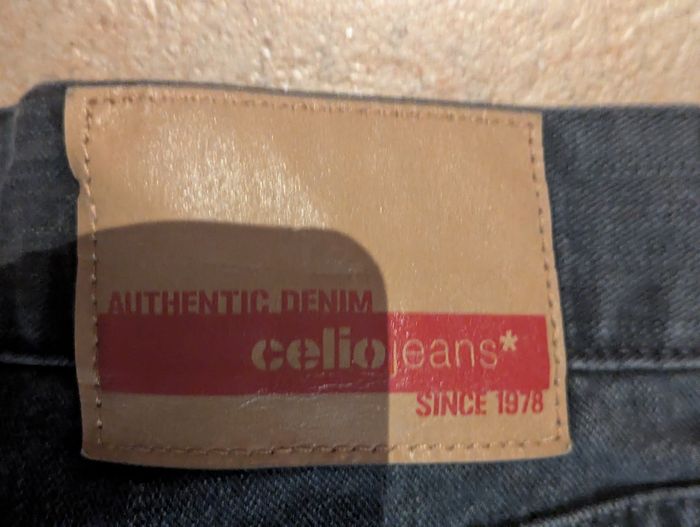 AUTHENTIC DENIM
celiojeans*
SINCE 1978